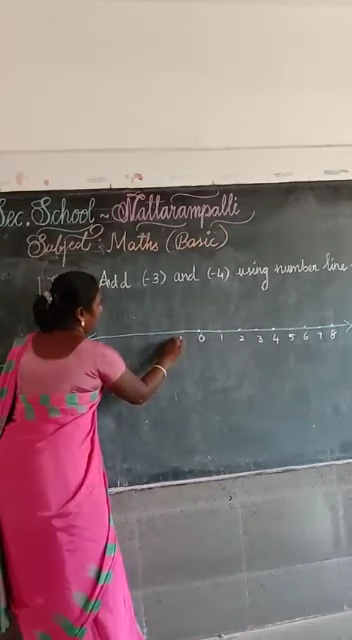 Sec. School ~ Nattarampalli
Subject : Maths (Basic)
Add (-3) and (-4) using number line.
0 1 2 3 4 5 6 7 8